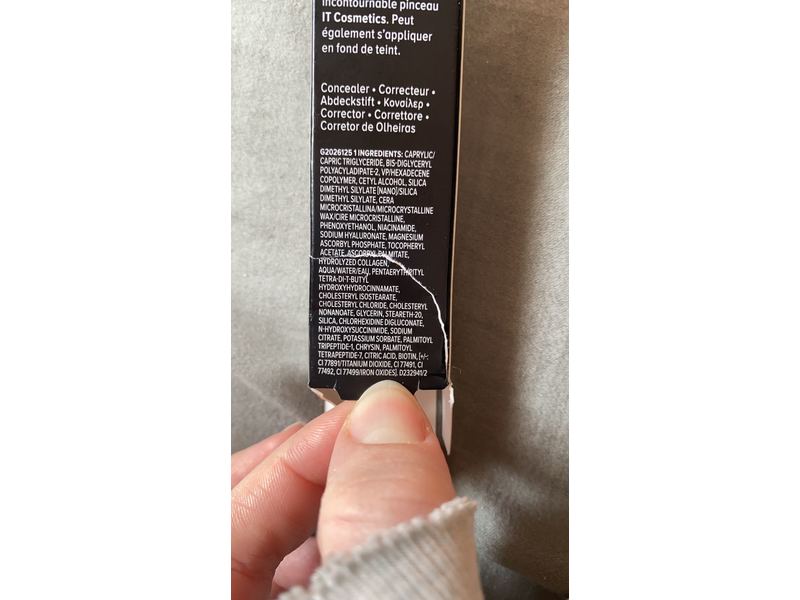 incontournable pinceau
IT Cosmetics. Peut
également s'appliquer
en fond de teint.
Concealer • Correcteur •
Abdeckstift • Κονσίλερ •
Corrector • Correttore •
Corretor de Olheiras
G2026125 1 INGREDIENTS: CAPRYLIC/
CAPRIC TRIGLYCERIDE, BIS-DIGLYCERYL
POLYACYLADIPATE-2, VP/HEXADECENE
COPOLYMER, CETYL ALCOHOL, SILICA
DIMETHYL SILYLATE [NANO]/SILICA
DIMETHYL SILYLATE, CERA
MICROCRISTALLINA/MICROCRYSTALLINE
WAX/CIRE MICROCRISTALLINE,
PHENOXYETHANOL, NIACINAMIDE,
SODIUM HYALURONATE, MAGNESIUM
ASCORBYL PHOSPHATE, TOCOPHERYL
ACETATE, ASCORBYL PALMITATE,
HYDROLYZED COLLAGEN,
AQUA/WATER/EAU, PENTAERYTHRITYL
TETRA-DI-T-BUTYL
HYDROXYHYDROCINNAMATE,
CHOLESTERYL ISOSTEARATE,
CHOLESTERYL CHLORIDE, CHOLESTERYL
NONANOATE, GLYCERIN, STEARETH-20,
SILICA, CHLORHEXIDINE DIGLUCONATE,
N-HYDROXYSUCCINIMIDE, SODIUM
CITRATE, POTASSIUM SORBATE, PALMITOYL
TRIPEPTIDE-1, CHRYSIN, PALMITOYL
TETRAPEPTIDE-7, CITRIC ACID, BIOTIN, [+/-:
CI 77891/TITANIUM DIOXIDE, CI 77491, CI
77492, CI 77499/IRON OXIDES]. D232941/2